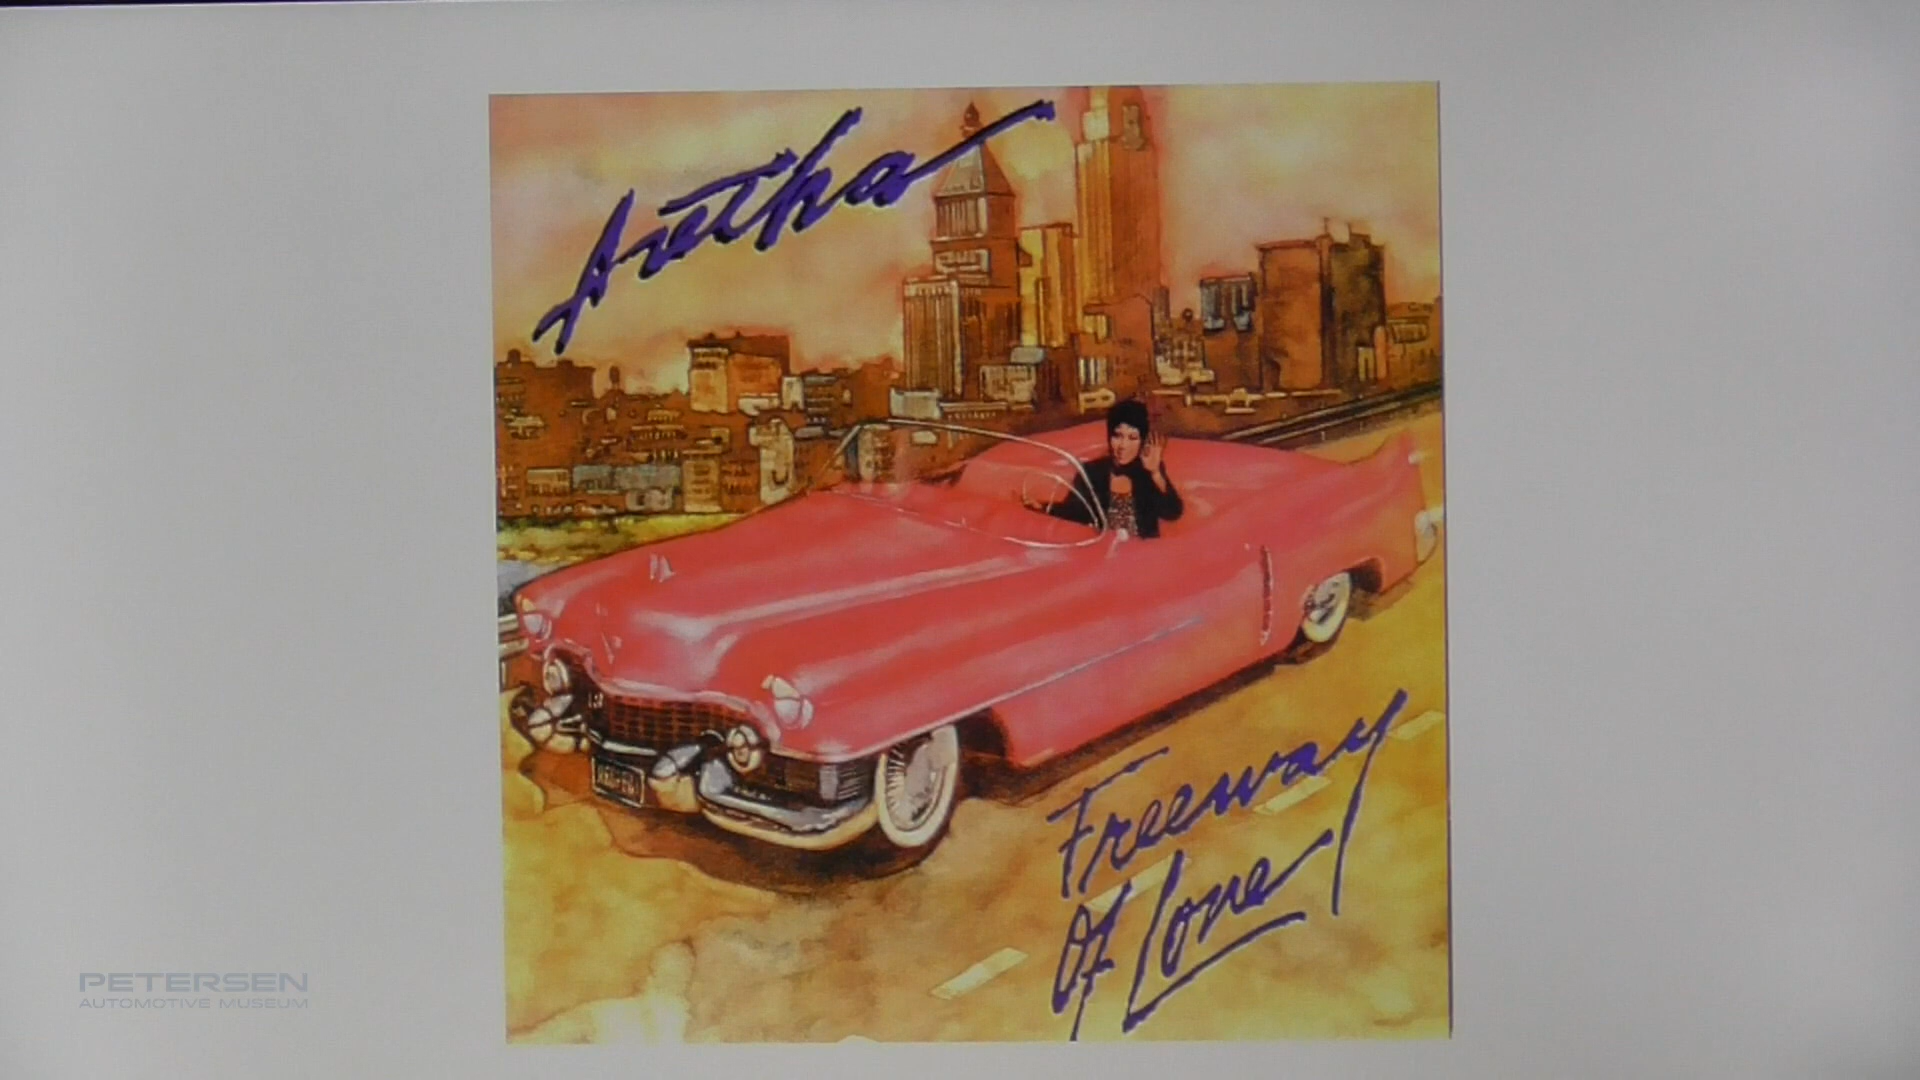 Aretha
Freeway
Of Love
PETERSEN
AUTOMOTIVE MUSEUM